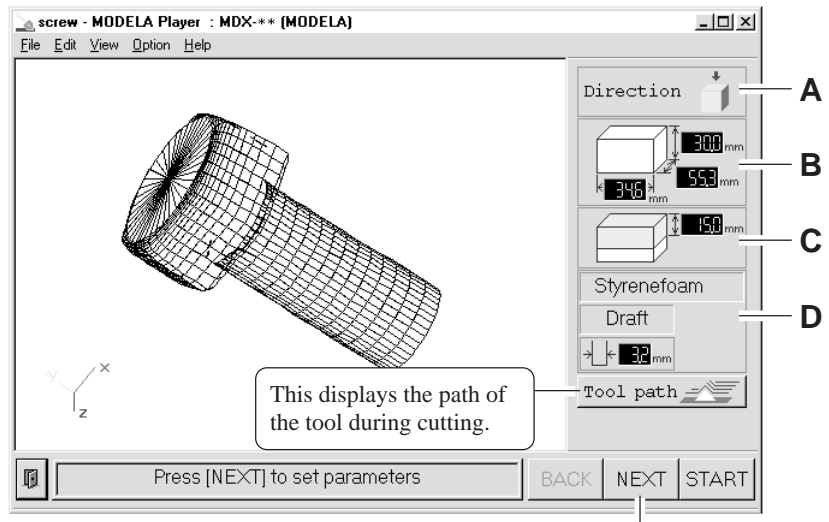 screw - MODELA Player : MDX-** (MODELA)
File Edit View Option Help
Direction
A
30.0 mm
55.3 mm
34.6 mm
B
15.0 mm
C
Styrenefoam
Draft
D
3.2 mm
Tool path
This displays the path of
the tool during cutting.
-y x
z
Press [NEXT] to set parameters
BACK NEXT START